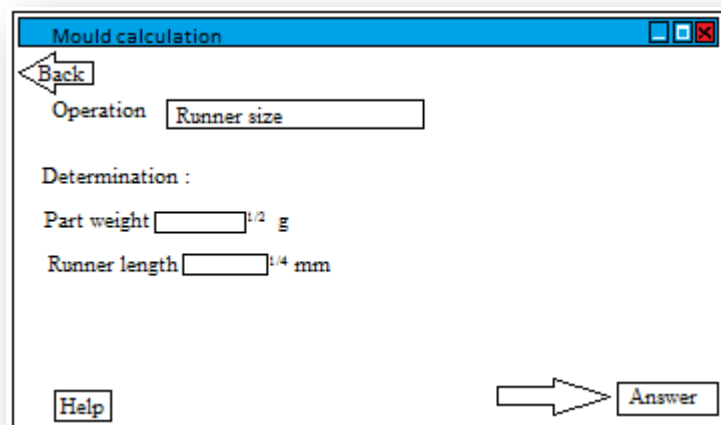 Mould calculation
Back
Operation Runner size
Determination :
Part weight 1/2 g
Runner length 1/4 mm
Help Answer